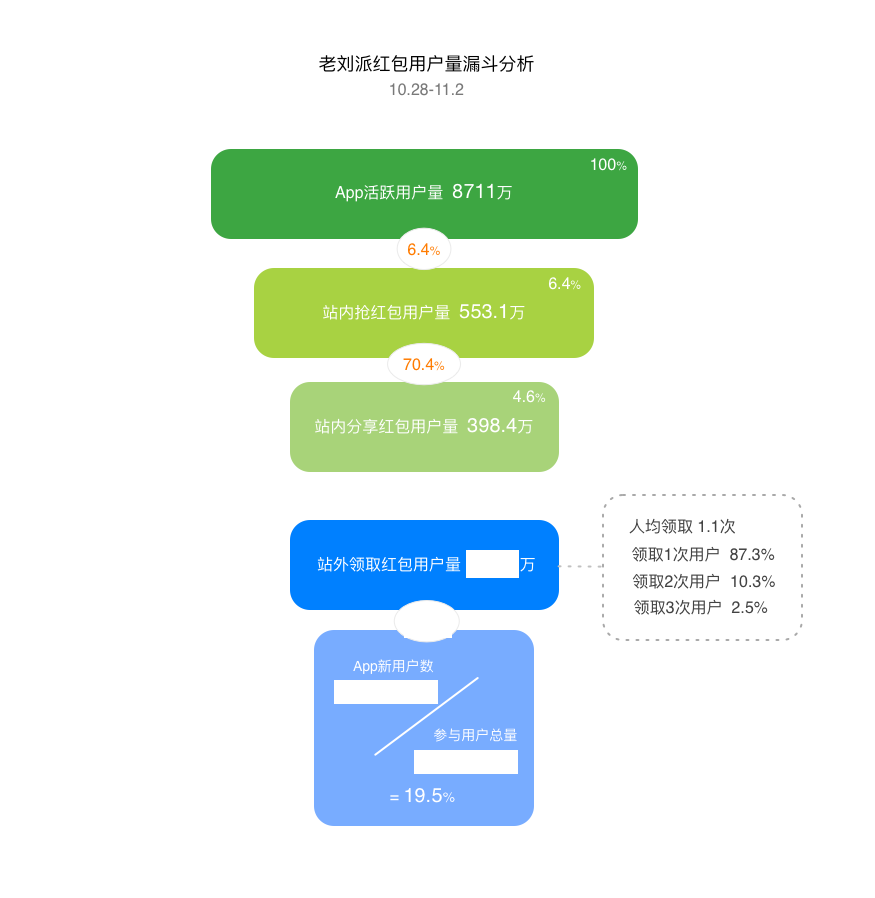 老刘派红包用户量漏斗分析
10.28-11.2
100%
App活跃用户量 8711万
6.4%
6.4%
站内抢红包用户量 553.1万
70.4%
4.6%
站内分享红包用户量 398.4万
站外领取红包用户量 万
人均领取 1.1次
领取1次用户 87.3%
领取2次用户 10.3%
领取3次用户 2.5%
App新用户数
参与用户总量
= 19.5%